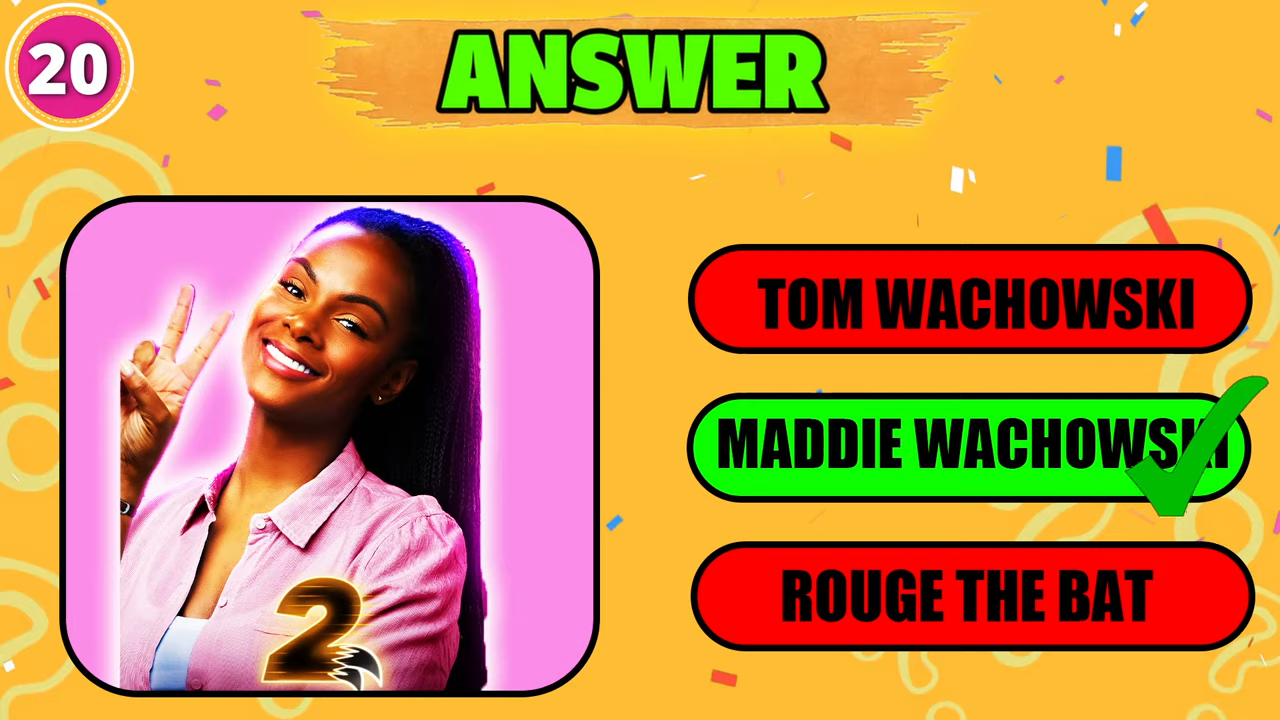 20
ANSWER
TOM WACHOWSKI
MADDIE WACHOWSKI
ROUGE THE BAT
2